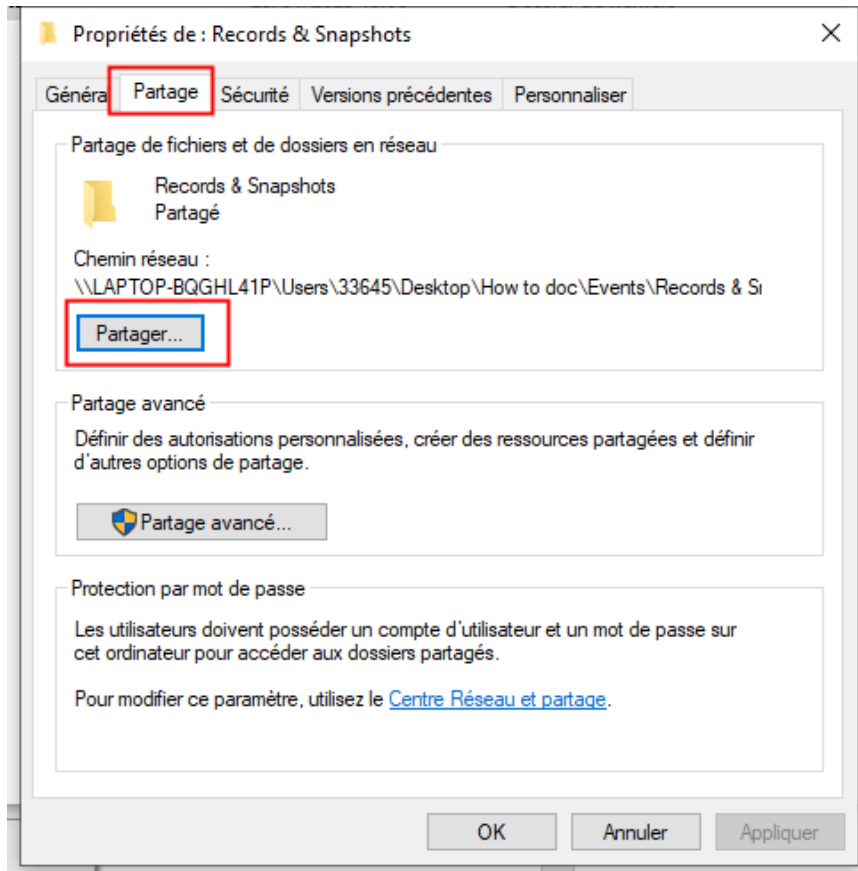 Propriétés de : Records & Snapshots
Généra Partage Sécurité Versions précédentes Personnaliser
Partage de fichiers et de dossiers en réseau
Records & Snapshots
Partagé
Chemin réseau :
\\LAPTOP-BQGHL41P\Users\33645\Desktop\How to doc\Events\Records & S
Partager...
Partage avancé
Définir des autorisations personnalisées, créer des ressources partagées et définir
d'autres options de partage.
Partage avancé...
Protection par mot de passe
Les utilisateurs doivent posséder un compte d'utilisateur et un mot de passe sur
cet ordinateur pour accéder aux dossiers partagés.
Pour modifier ce paramètre, utilisez le Centre Réseau et partage.
OK Annuler Appliquer